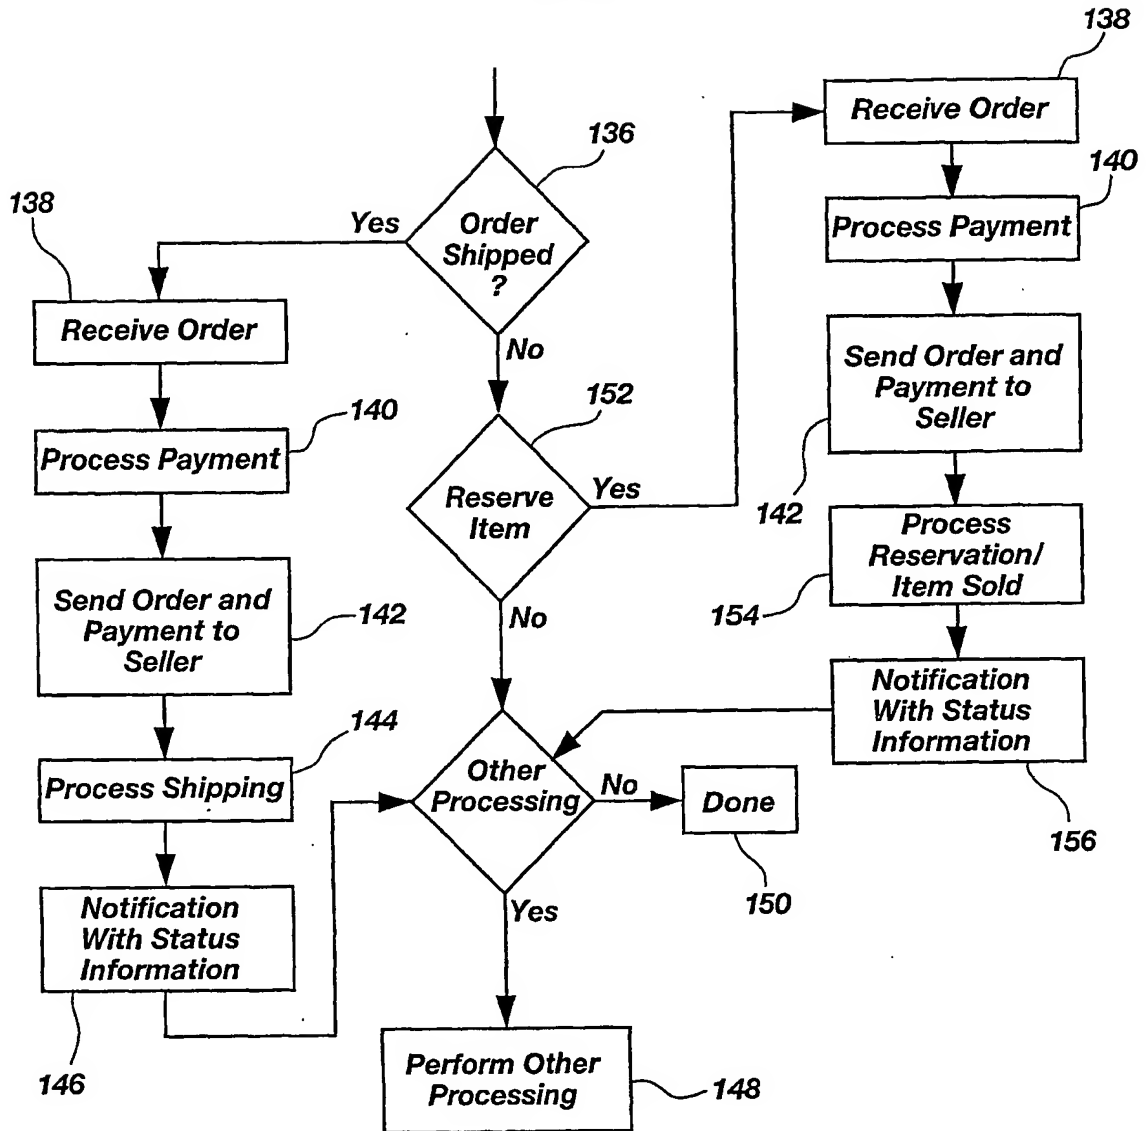 138
Receive Order
136
Order
Shipped
?
Yes
No
140
Process Payment
138
Receive Order
Send Order and
Payment to
Seller
142
152
Reserve
Item
Yes
No
140
Process Payment
Process
Reservation/
Item Sold
154
Send Order and
Payment to
Seller
142
Notification
With Status
Information
156
144
Process Shipping
Other
Processing
No
Done
150
Yes
Notification
With Status
Information
146
Perform Other
Processing
148